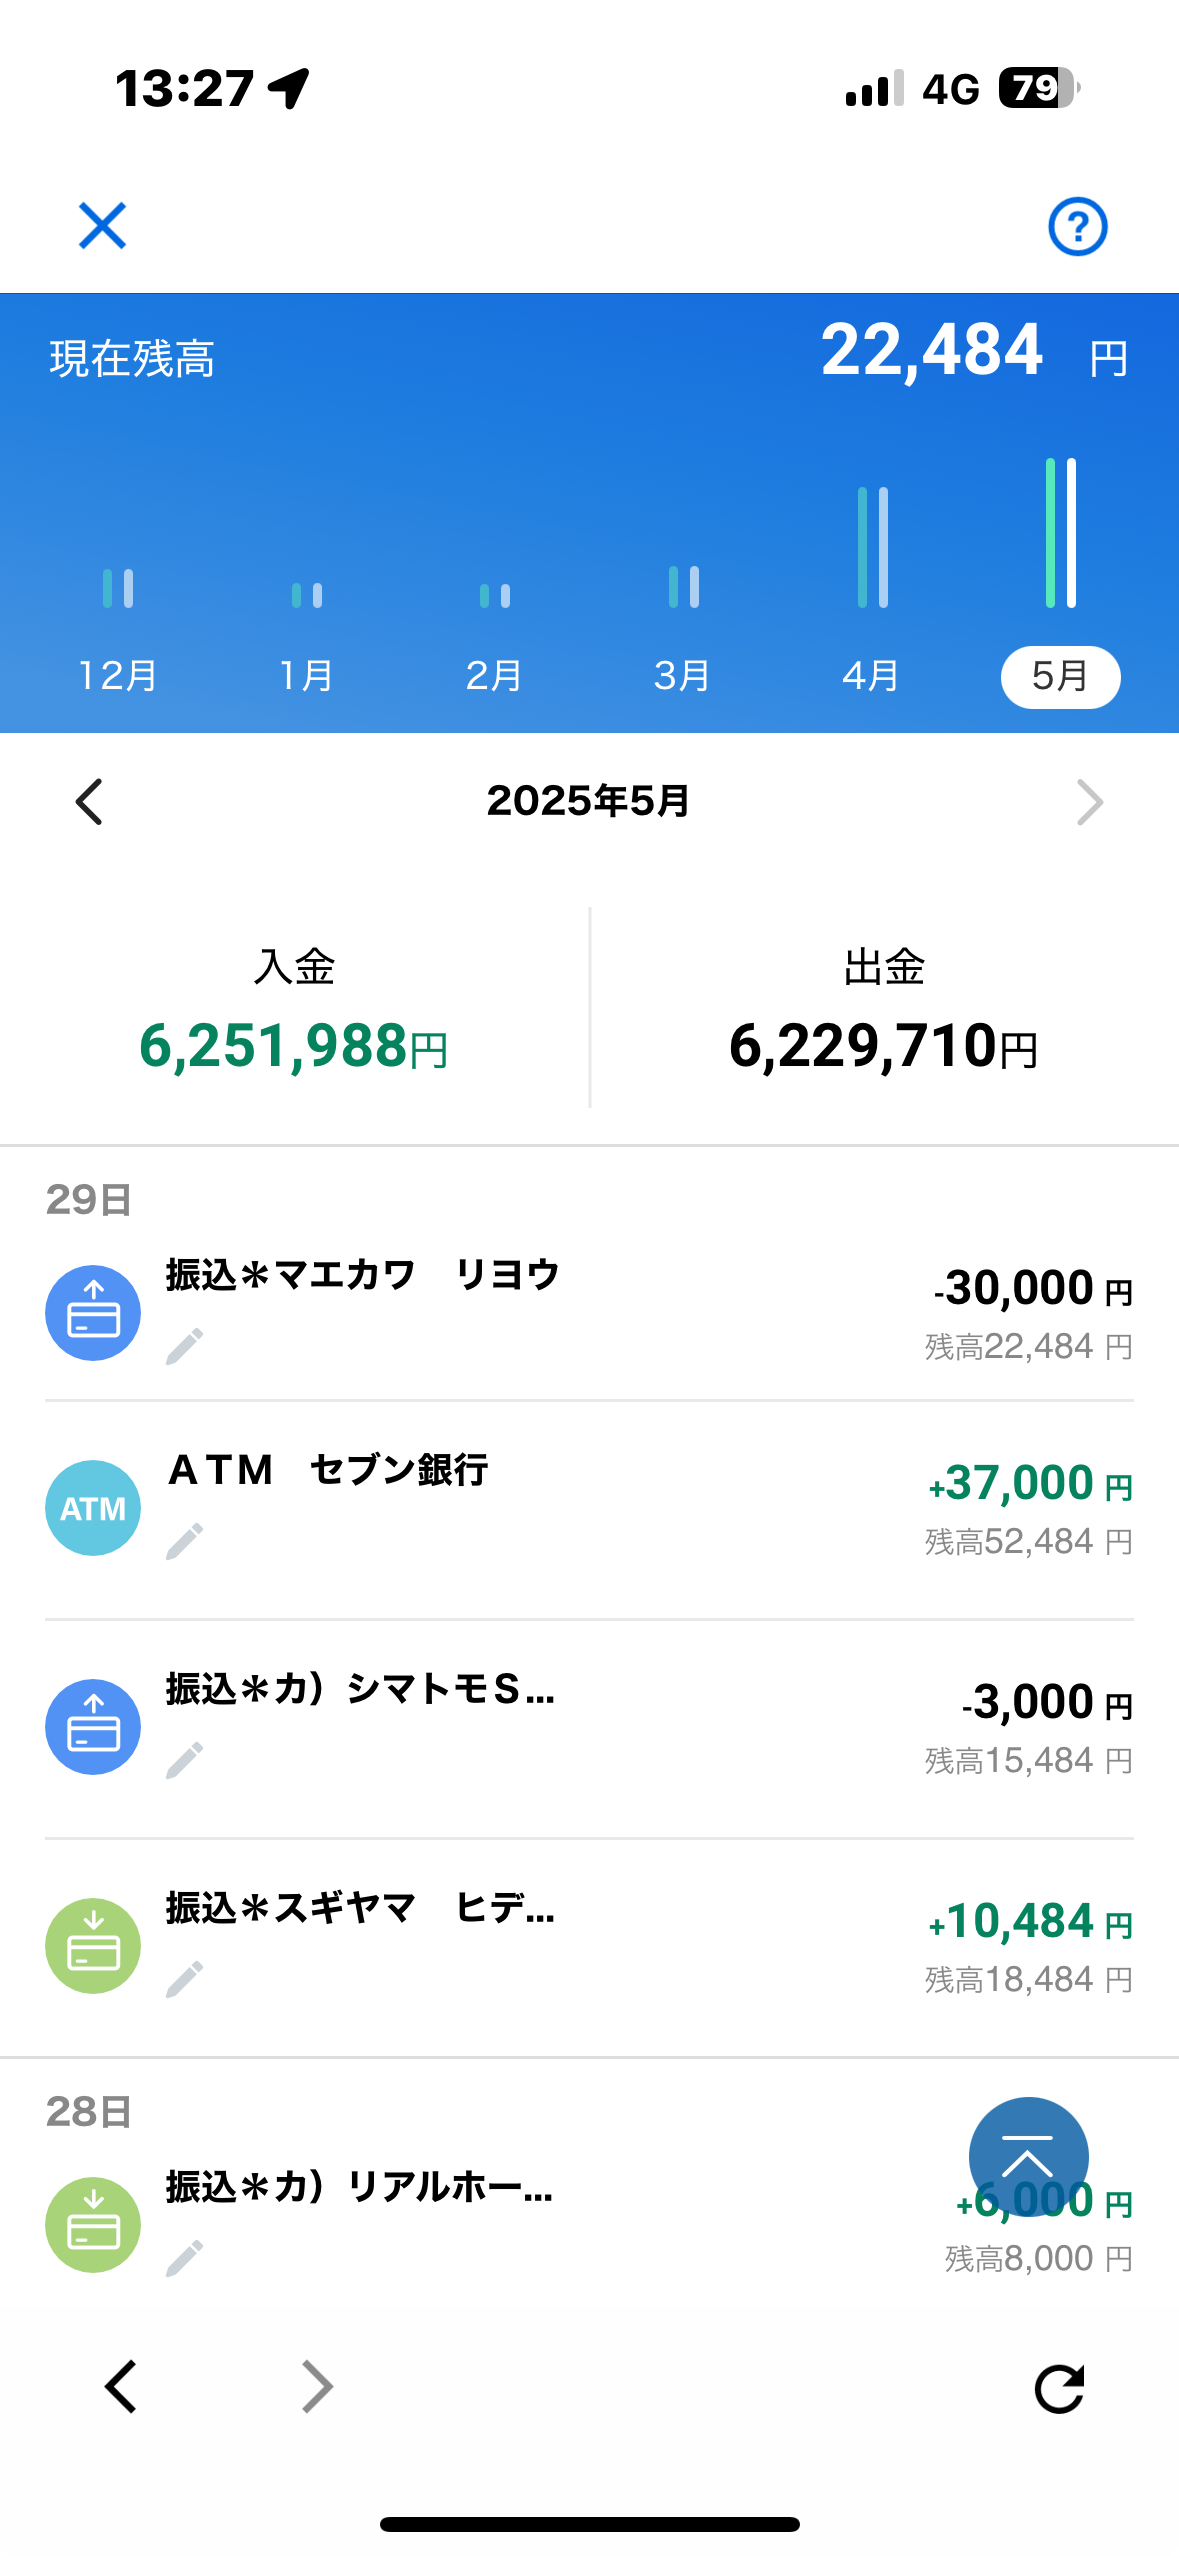 13:27 4G 79
現在残高 22,484 円
12月 1月 2月 3月 4月 5月
2025年5月
入金 出金
6,251,988円 6,229,710円
29日
振込＊マエカワ　リヨウ
-30,000 円
残高22,484 円
ＡＴＭ　セブン銀行
ATM
+37,000 円
残高52,484 円
振込＊カ）シマトモＳ...
-3,000 円
残高15,484 円
振込＊スギヤマ　ヒデ...
+10,484 円
残高18,484 円
28日
振込＊カ）リアルホー...
+6,000 円
残高8,000 円